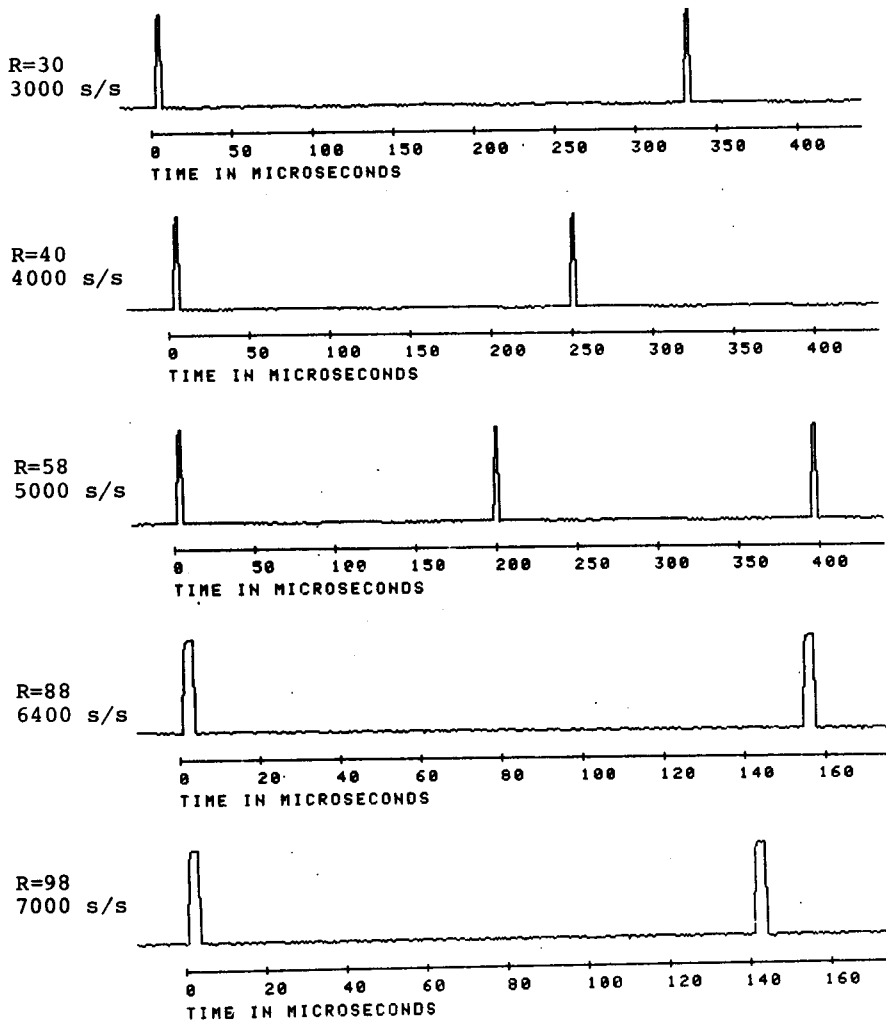 R=30
3000 s/s
0 50 100 150 200 250 300 350 400
TIME IN MICROSECONDS
R=40
4000 s/s
0 50 100 150 200 250 300 350 400
TIME IN MICROSECONDS
R=58
5000 s/s
0 50 100 150 200 250 300 350 400
TIME IN MICROSECONDS
R=88
6400 s/s
0 20 40 60 80 100 120 140 160
TIME IN MICROSECONDS
R=98
7000 s/s
0 20 40 60 80 100 120 140 160
TIME IN MICROSECONDS